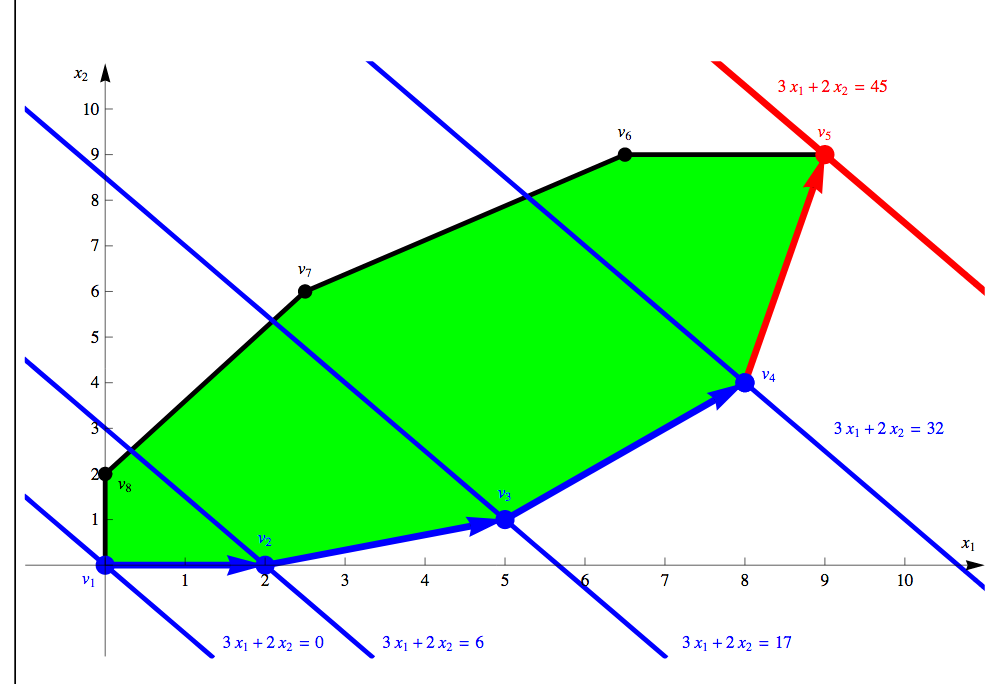 3 x₁ + 2 x₂ = 45
x₂
10
9
8
7
6
5
4
3
2
1
v₆
v₅
v₇
v₄
3 x₁ + 2 x₂ = 32
v₈
v₃
v₂
x₁
v₁
1
2
3
4
5
6
7
8
9
10
3 x₁ + 2 x₂ = 0
3 x₁ + 2 x₂ = 6
3 x₁ + 2 x₂ = 17